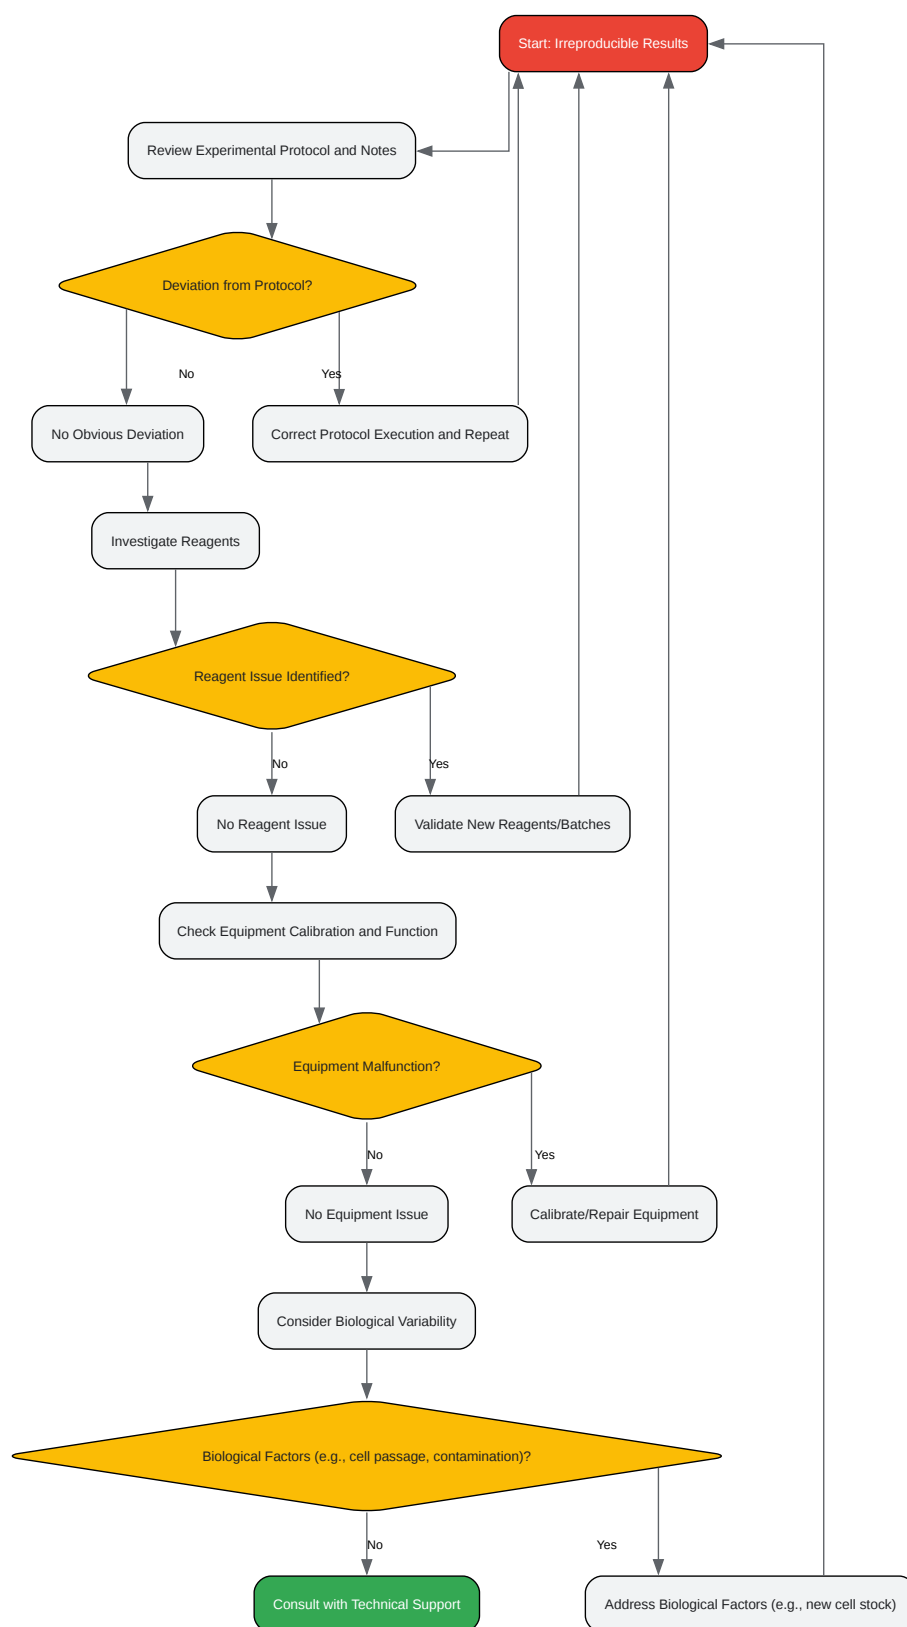 Start: Irreproducible Results
Review Experimental Protocol and Notes
Deviation from Protocol?
No
Yes
No Obvious Deviation
Correct Protocol Execution and Repeat
Investigate Reagents
Reagent Issue Identified?
No
Yes
No Reagent Issue
Validate New Reagents/Batches
Check Equipment Calibration and Function
Equipment Malfunction?
No
Yes
No Equipment Issue
Calibrate/Repair Equipment
Consider Biological Variability
Biological Factors (e.g., cell passage, contamination)?
No
Yes
Consult with Technical Support
Address Biological Factors (e.g., new cell stock)